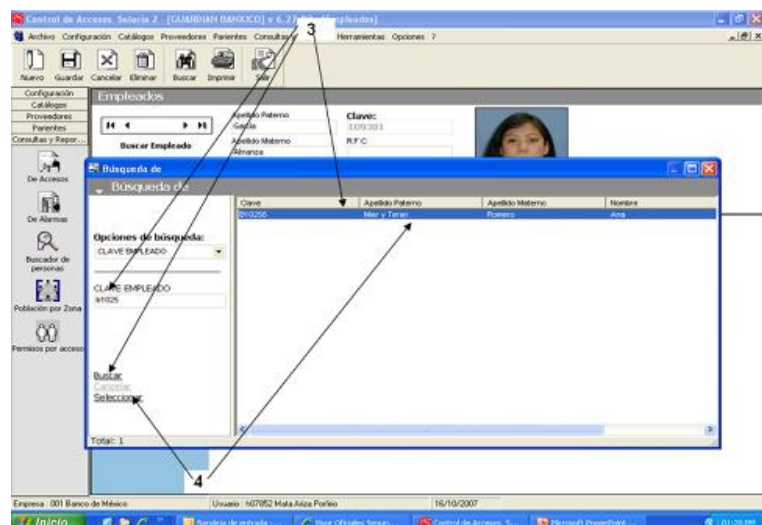 Control de Accesos Solaria 2 - [GUARDIAN BANXICO] v 6.2
3
Archivo Configuración Catálogos Proveedores Parientes Consultas y Herramientas Opciones ?
Nuevo Guardar Cancelar Eliminar Buscar Imprimir Salir
Configuración
Catálogos
Proveedores
Parientes
Consultas y Repor...
De Accesos
De Alarmas
Buscador de personas
Población por Zona
Permisos por acceso
Empleados
Buscar Empleado
Apellido Paterno
García
Apellido Materno
Almanza
Clave:
R.F.C.
Búsqueda de
Búsqueda de
Opciones de búsqueda:
CLAVE EMPLEADO
CLAVE EMPLEADO
Buscar
Cancelar
Seleccionar
Clave Apellido Paterno Apellido Materno Nombre
Mier y Teran Romero Ana
Total: 1
4
Empresa : 001 Banco de México Usuario : h07852 Mata Ariza Porfirio 16/10/2007
Inicio Bandeja de entrada - ... Control de Accesos S... Microsoft PowerPoint - ... 01:20 PM